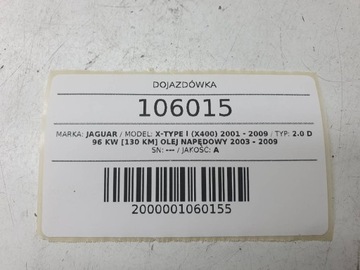 DOJAZDÓWKA
106015
MARKA: JAGUAR / MODEL: X-TYPE I (X400) 2001 - 2009 / TYP: 2.0 D
96 KW [130 KM] OLEJ NAPĘDOWY 2003 - 2009
SN: --- / JAKOŚĆ: A
2000001060155